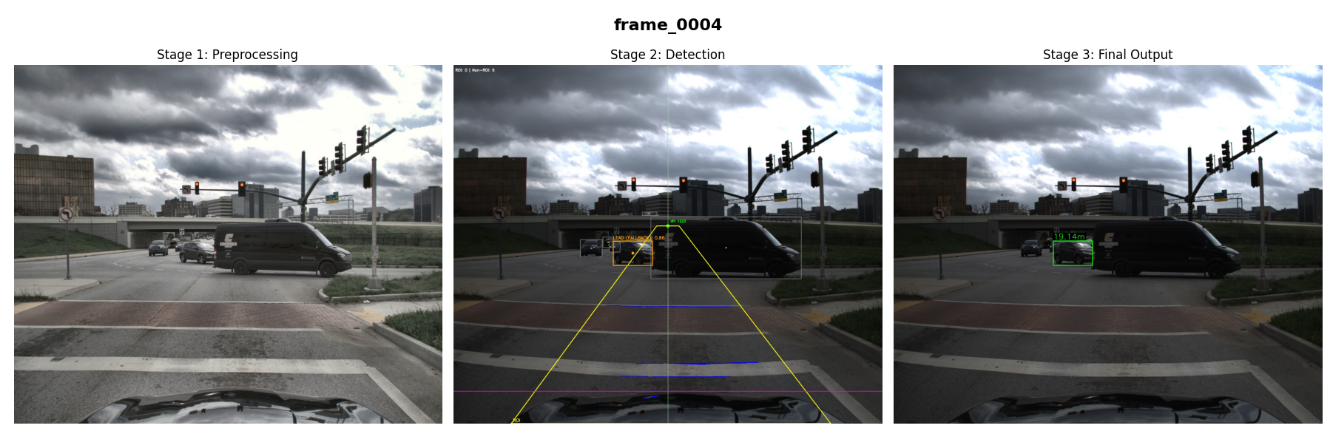 frame_0004
Stage 1: Preprocessing
Stage 2: Detection
Stage 3: Final Output
19.14m